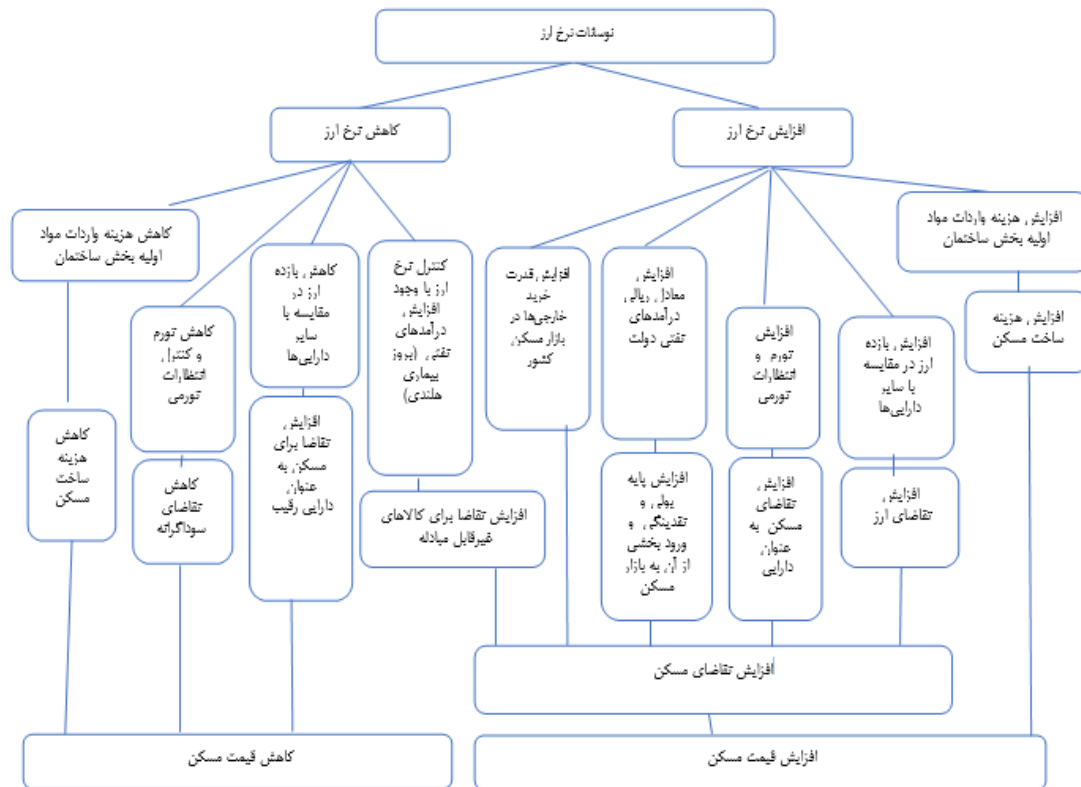 نوسانات نرخ ارز
افزایش نرخ ارز
کاهش نرخ ارز
افزایش هزینه واردات مواد
اولیه بخش ساختمان
افزایش هزینه
ساخت مسکن
افزایش بازده
ارز در مقایسه
با سایر
دارایی‌ها
افزایش
تقاضای ارز
افزایش
تورم و
انتظارات
تورمی
افزایش
تقاضای
مسکن به
عنوان
دارایی
افزایش
معادل ریالی
درآمدهای
نفتی دولت
افزایش پایه
پولی و
نقدینگی و
ورود بخشی
از آن به بازار
مسکن
افزایش قدرت
خرید
خارجی‌ها در
بازار مسکن
کشور
کنترل نرخ
ارز با وجود
افزایش
درآمدهای
نفتی (بروز
بیماری
هلندی)
افزایش تقاضا برای کالاهای
غیرقابل مبادله
کاهش بازده
ارز در
مقایسه با
سایر
دارایی‌ها
افزایش
تقاضا برای
مسکن به
عنوان
دارایی رقیب
کاهش تورم
و کنترل
انتظارات
تورمی
کاهش
تقاضای
سوداگرانه
کاهش هزینه واردات مواد
اولیه بخش ساختمان
کاهش
هزینه
ساخت
مسکن
افزایش تقاضای مسکن
افزایش قیمت مسکن
کاهش قیمت مسکن